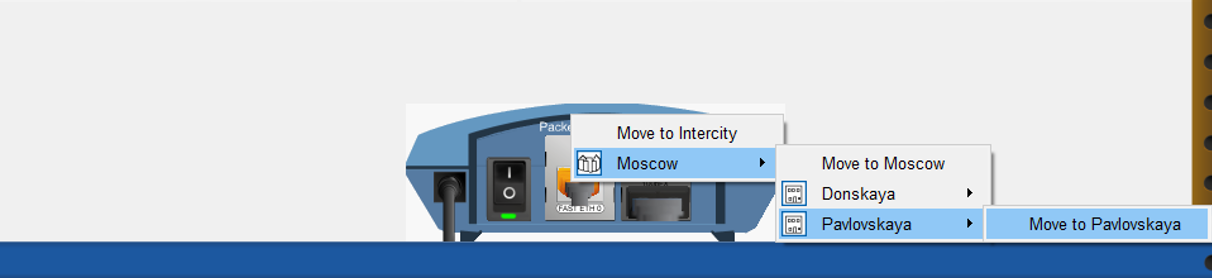 Packe
Move to Intercity
Moscow
Move to Moscow
Donskaya
Pavlovskaya
Move to Pavlovskaya
FAST ETH 0